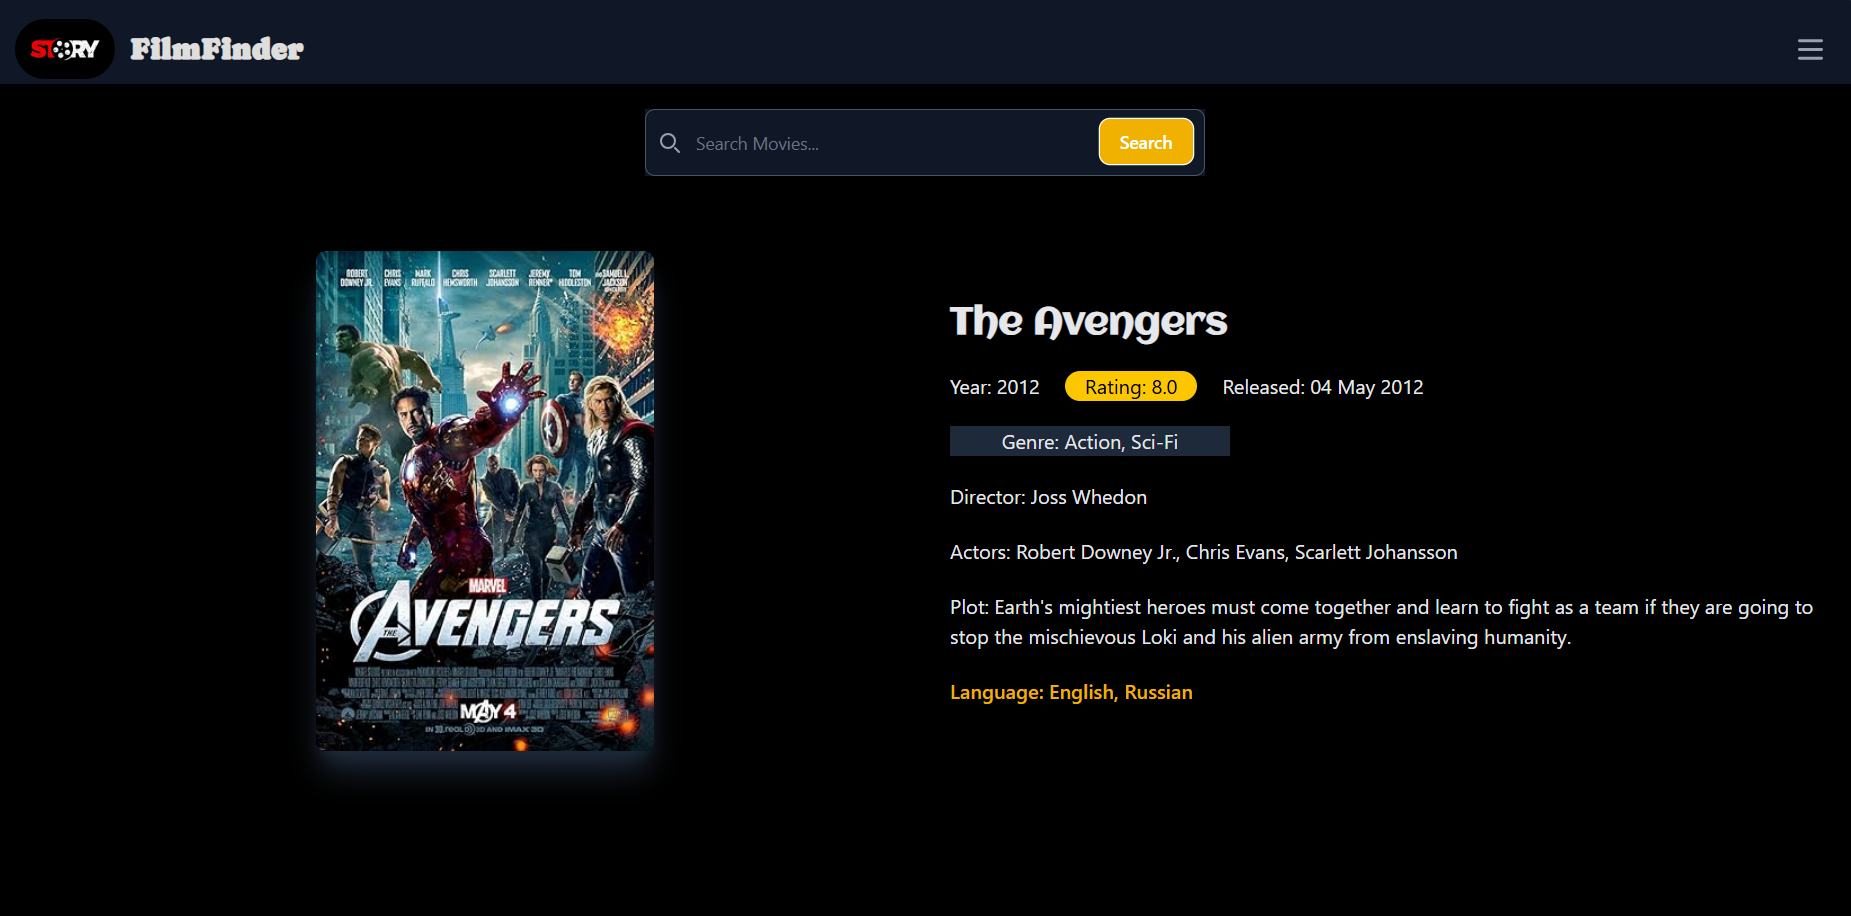 STORY
FilmFinder
Search Movies...
Search
ROBERT DOWNEY JR. CHRIS EVANS MARK RUFFALO CHRIS HEMSWORTH SCARLETT JOHANSSON JEREMY RENNER TOM HIDDLESTON AND SAMUEL L. JACKSON
MARVEL
THE AVENGERS
MAY 4
IN 3D, REAL D 3D AND IMAX 3D
The Avengers
Year: 2012
Rating: 8.0
Released: 04 May 2012
Genre: Action, Sci-Fi
Director: Joss Whedon
Actors: Robert Downey Jr., Chris Evans, Scarlett Johansson
Plot: Earth's mightiest heroes must come together and learn to fight as a team if they are going to
stop the mischievous Loki and his alien army from enslaving humanity.
Language: English, Russian